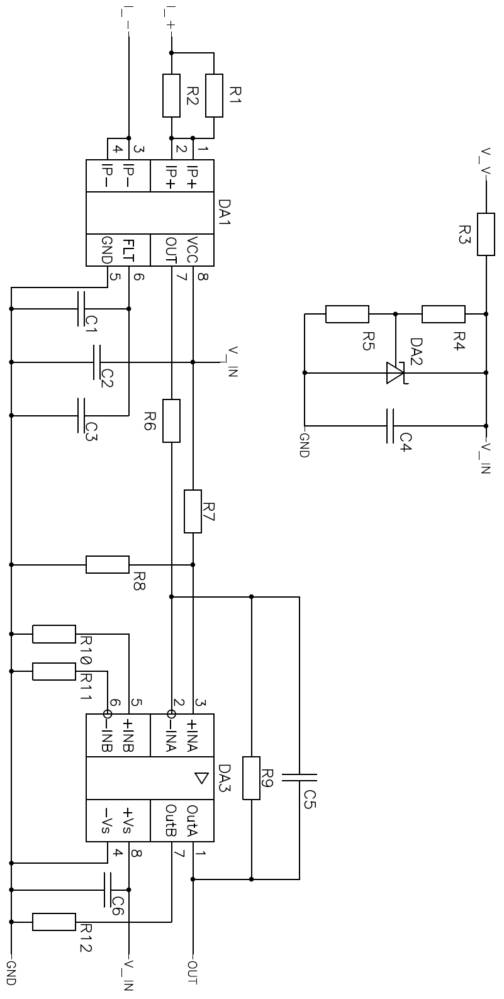 V_V
R3
R4
R5
DA2
C4
V_IN
GND
I_+
I_-
R1
R2
1
2
3
4
IP+
IP+
IP-
IP-
DA1
VCC
OUT
FLT
GND
8
7
6
5
C1
C2
C3
V_IN
R6
R7
R8
R10
R11
3
2
5
6
+INA
-INA
+INB
-INB
DA3
OutA
OutB
+Vs
-Vs
1
7
8
4
R9
C5
C6
R12
OUT
V_IN
GND